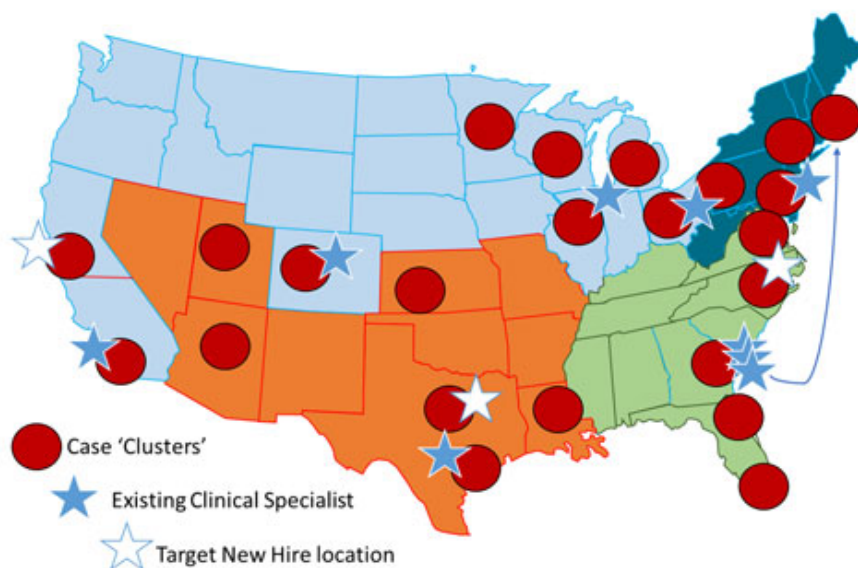 Case 'Clusters'
Existing Clinical Specialist
Target New Hire location